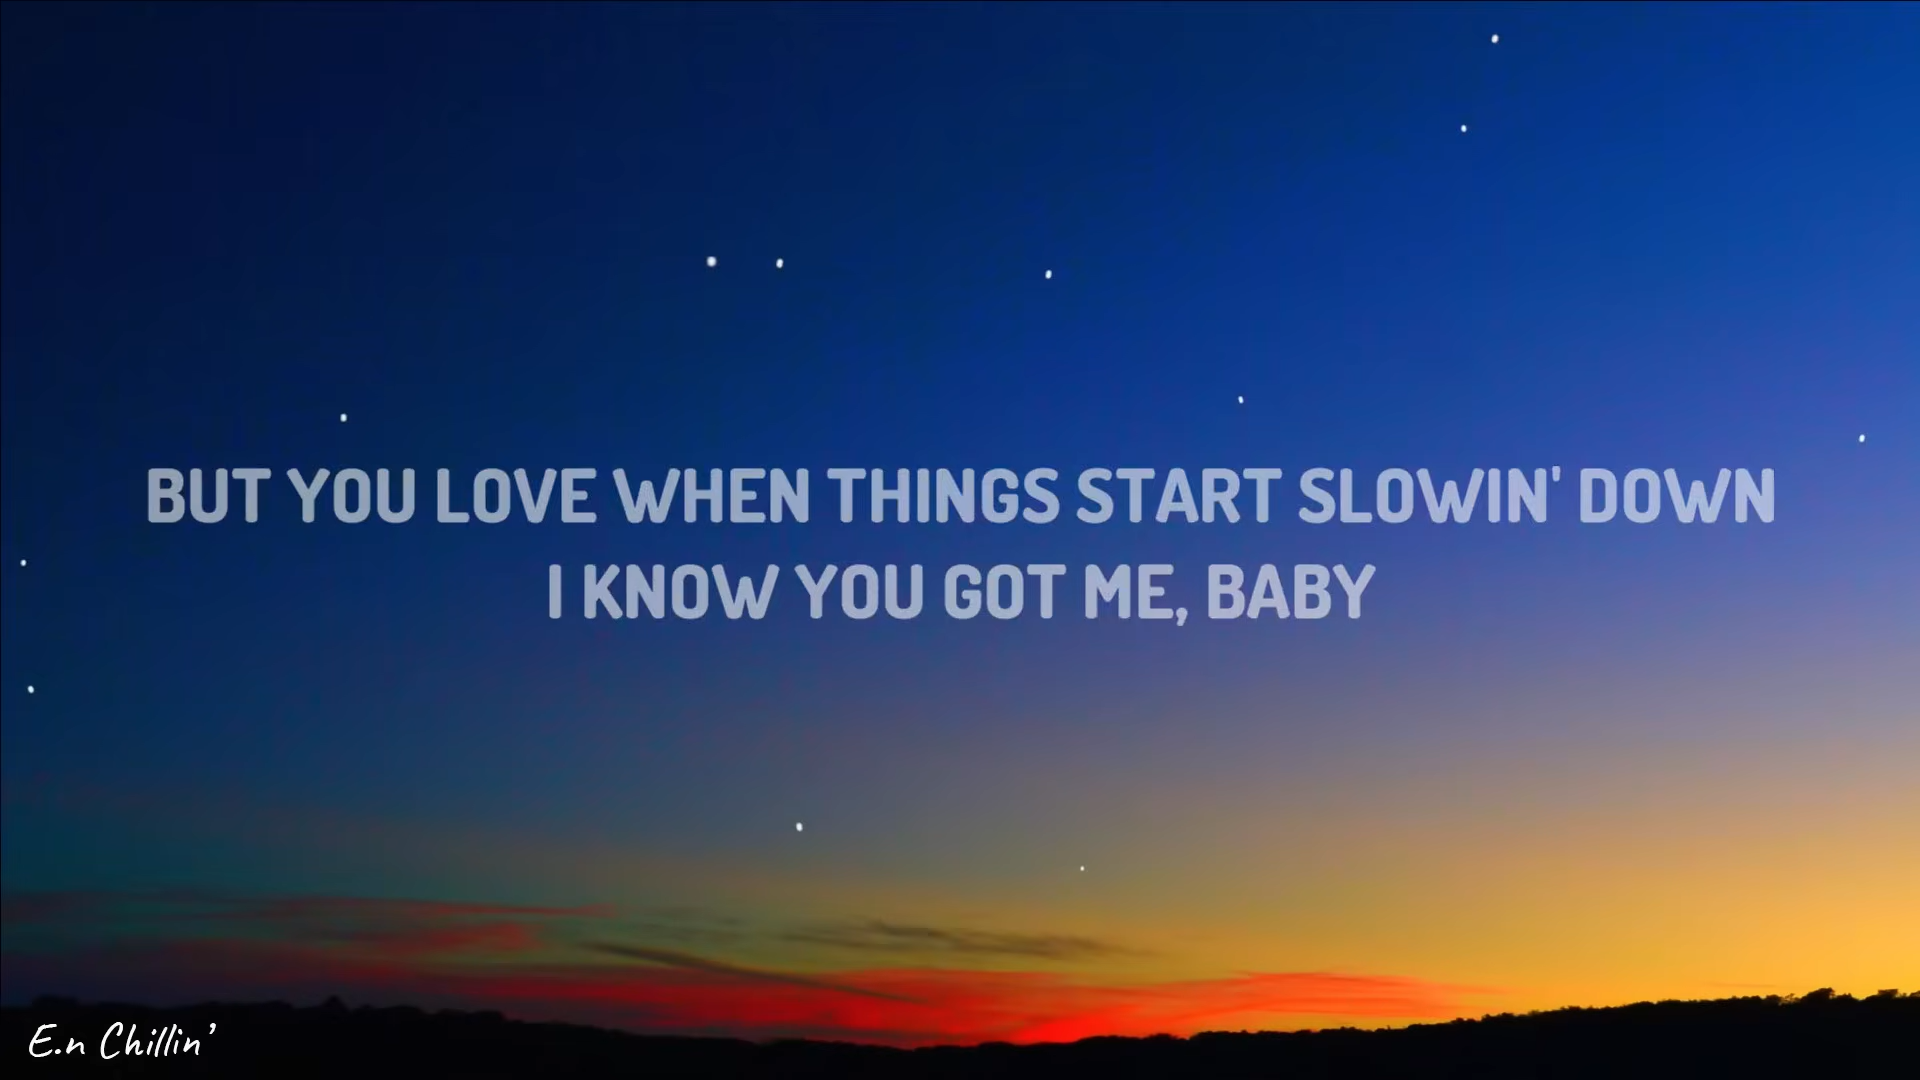 BUT YOU LOVE WHEN THINGS START SLOWIN' DOWN
I KNOW YOU GOT ME, BABY
E.n Chillin'